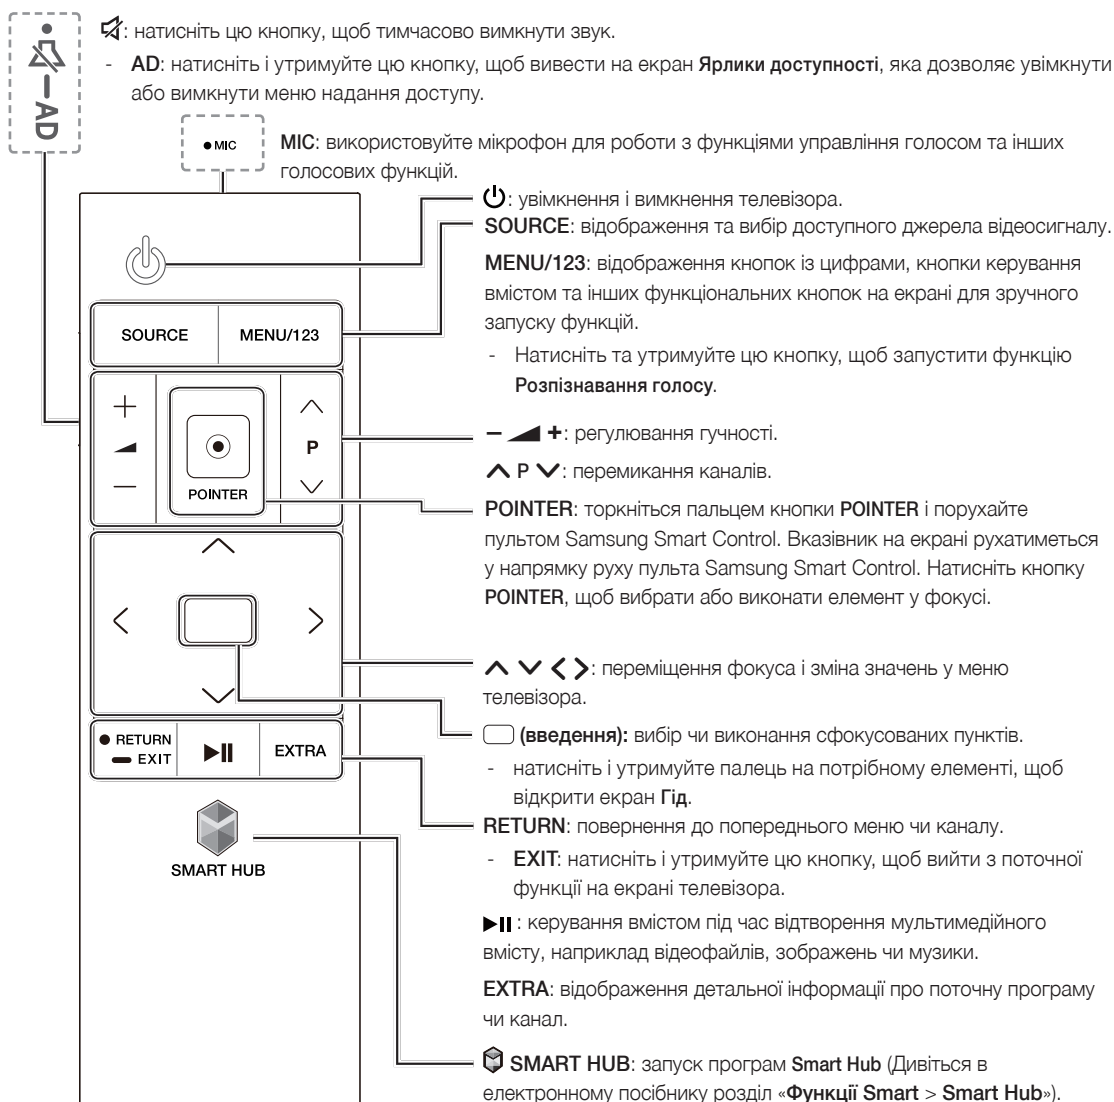 : натисніть цю кнопку, щоб тимчасово вимкнути звук.
- AD: натисніть і утримуйте цю кнопку, щоб вивести на екран Ярлики доступності, яка дозволяє увімкнути
або вимкнути меню надання доступу.
AD
MIC
MIC: використовуйте мікрофон для роботи з функціями управління голосом та інших
голосових функцій.
: увімкнення і вимкнення телевізора.
SOURCE: відображення та вибір доступного джерела відеосигналу.
MENU/123: відображення кнопок із цифрами, кнопки керування
вмістом та інших функціональних кнопок на екрані для зручного
запуску функцій.
- Натисніть та утримуйте цю кнопку, щоб запустити функцію
Розпізнавання голосу.
SOURCE
MENU/123
+
P
—
POINTER
− +: регулювання гучності.
P : перемикання каналів.
POINTER: торкніться пальцем кнопки POINTER і порухайте
пультом Samsung Smart Control. Вказівник на екрані рухатиметься
у напрямку руху пульта Samsung Smart Control. Натисніть кнопку
POINTER, щоб вибрати або виконати елемент у фокусі.
: переміщення фокуса і зміна значень у меню
телевізора.
(введення): вибір чи виконання сфокусованих пунктів.
- натисніть і утримуйте палець на потрібному елементі, щоб
відкрити екран Гід.
● RETURN
EXIT
EXTRA
SMART HUB
RETURN: повернення до попереднього меню чи каналу.
- EXIT: натисніть і утримуйте цю кнопку, щоб вийти з поточної
функції на екрані телевізора.
: керування вмістом під час відтворення мультимедійного
вмісту, наприклад відеофайлів, зображень чи музики.
EXTRA: відображення детальної інформації про поточну програму
чи канал.
SMART HUB: запуск програм Smart Hub (Дивіться в
електронному посібнику розділ «Функції Smart > Smart Hub»).